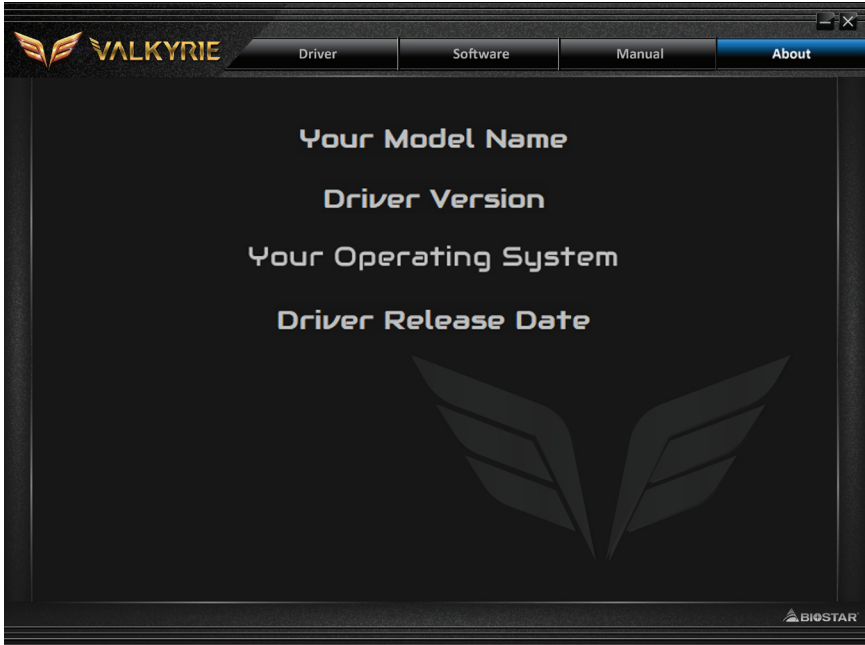 VALKYRIE
Driver
Software
Manual
About
Your Model Name
Driver Version
Your Operating System
Driver Release Date
BIOSTAR